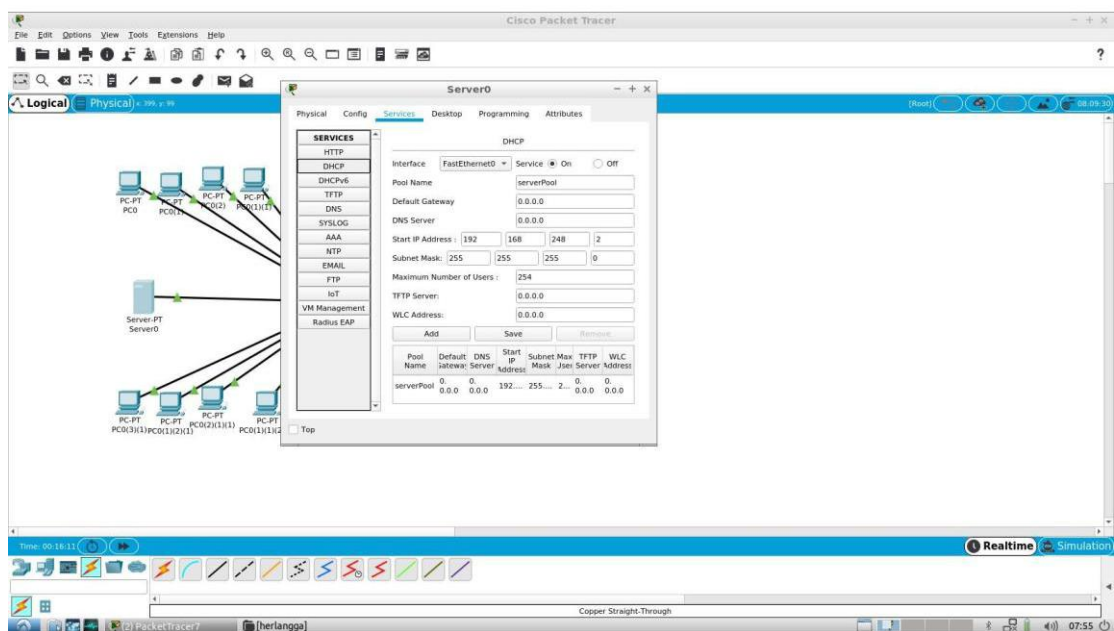 Cisco Packet Tracer
File Edit Options View Tools Extensions Help
?
Logical Physical x: 399, y: 99
[Root] 08:09:30
Server0
Physical Config Services Desktop Programming Attributes
SERVICES
HTTP
DHCP
DHCPv6
TFTP
DNS
SYSLOG
AAA
NTP
EMAIL
FTP
IoT
VM Management
Radius EAP
DHCP
Interface FastEthernet0 Service On Off
Pool Name serverPool
Default Gateway 0.0.0.0
DNS Server 0.0.0.0
Start IP Address : 192 168 248 2
Subnet Mask: 255 255 255 0
Maximum Number of Users : 254
TFTP Server: 0.0.0.0
WLC Address: 0.0.0.0
Add Save Remove
Pool Name Default Gateway DNS Server Start IP Address Subnet Mask Max User TFTP Server WLC Address
serverPool 0.0.0.0 0.0.0.0 192.... 255.... 2... 0.0.0.0 0.0.0.0
Top
PC-PT PC0
PC-PT PC0(1)
PC-PT PC0(2)
PC-PT PC0(1)(1)
Server-PT
Server0
PC-PT PC0(3)(1)
PC-PT PC0(1)(2)(1)
PC-PT PC0(2)(1)(1)
PC-PT PC0(1)(1)(2
Time: 00:16:11
Realtime Simulation
Copper Straight-Through
(2) PacketTracer7 [herlangga] 07:55